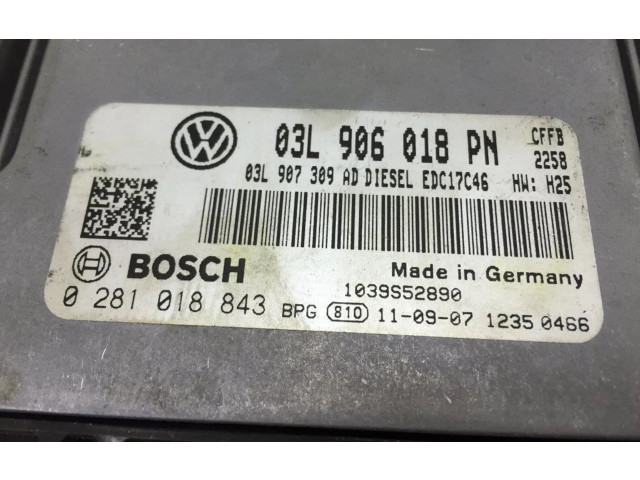 03L 906 018 PN CFFB
2258
03L 907 309 AD DIESEL EDC17C46 HW: H25
BOSCH
Made in Germany
1039S52890
0 281 018 843 BPG 810 11-09-07 1235 0466